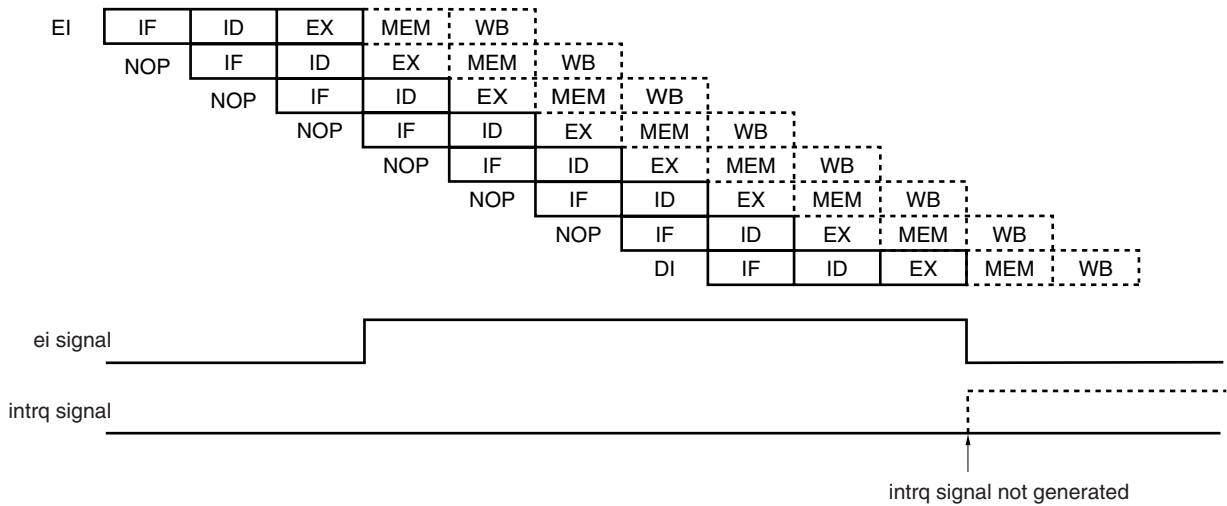 EI IF ID EX MEM WB
NOP IF ID EX MEM WB
NOP IF ID EX MEM WB
NOP IF ID EX MEM WB
NOP IF ID EX MEM WB
NOP IF ID EX MEM WB
NOP IF ID EX MEM WB
DI IF ID EX MEM WB
ei signal
intrq signal
intrq signal not generated